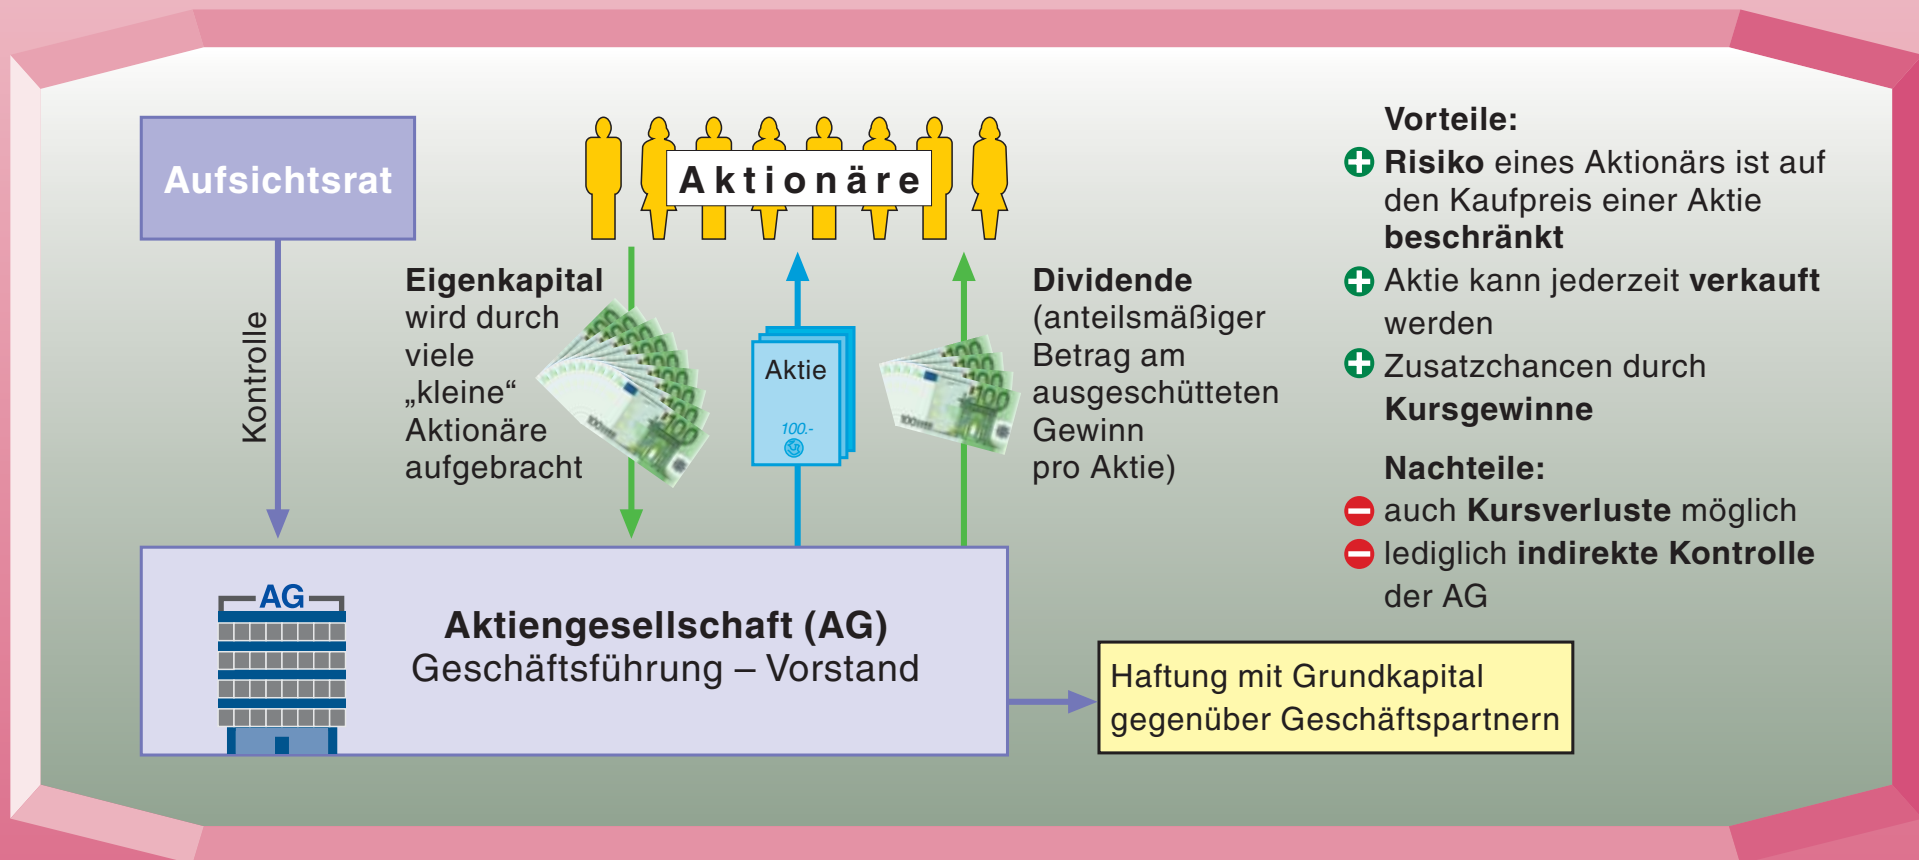 Aufsichtsrat
Kontrolle
Aktionäre
Eigenkapital
wird durch
viele
„kleine“
Aktionäre
aufgebracht
Aktie
100.-
Dividende
(anteilsmäßiger
Betrag am
ausgeschütteten
Gewinn
pro Aktie)
AG
Aktiengesellschaft (AG)
Geschäftsführung – Vorstand
Haftung mit Grundkapital
gegenüber Geschäftspartnern
Vorteile:
Risiko eines Aktionärs ist auf
den Kaufpreis einer Aktie
beschränkt
Aktie kann jederzeit verkauft
werden
Zusatzchancen durch
Kursgewinne
Nachteile:
auch Kursverluste möglich
lediglich indirekte Kontrolle
der AG